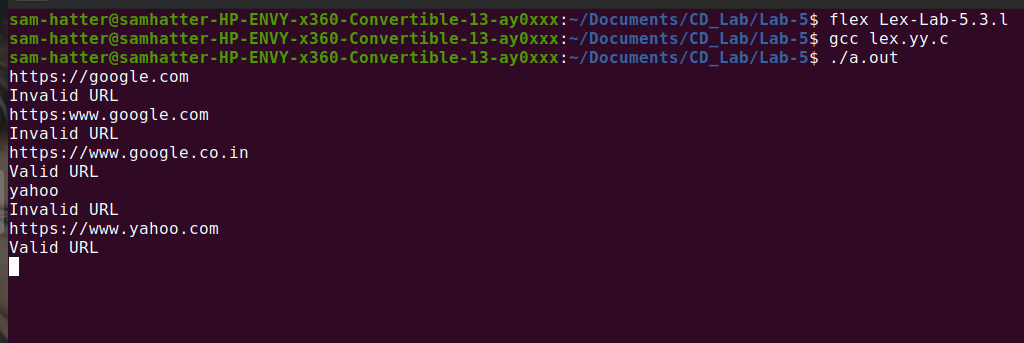 sam-hatter@samhatter-HP-ENVY-x360-Convertible-13-ay0xxx:~/Documents/CD_Lab/Lab-5$ flex Lex-Lab-5.3.l
sam-hatter@samhatter-HP-ENVY-x360-Convertible-13-ay0xxx:~/Documents/CD_Lab/Lab-5$ gcc lex.yy.c
sam-hatter@samhatter-HP-ENVY-x360-Convertible-13-ay0xxx:~/Documents/CD_Lab/Lab-5$ ./a.out
https://google.com
Invalid URL
https:www.google.com
Invalid URL
https://www.google.co.in
Valid URL
yahoo
Invalid URL
https://www.yahoo.com
Valid URL